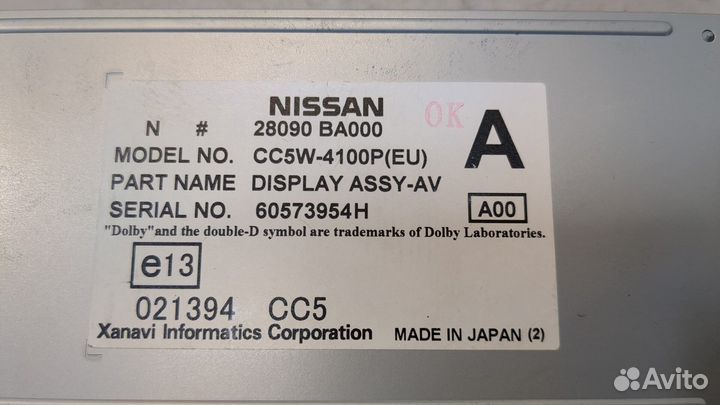 NISSAN
OK
A
N # 28090 BA000
MODEL NO. CC5W-4100P(EU)
PART NAME DISPLAY ASSY-AV
SERIAL NO. 60573954H
A00
"Dolby"and the double-D symbol are trademarks of Dolby Laboratories.
e13
021394 CC5
Xanavi Informatics Corporation MADE IN JAPAN (2)
Avito